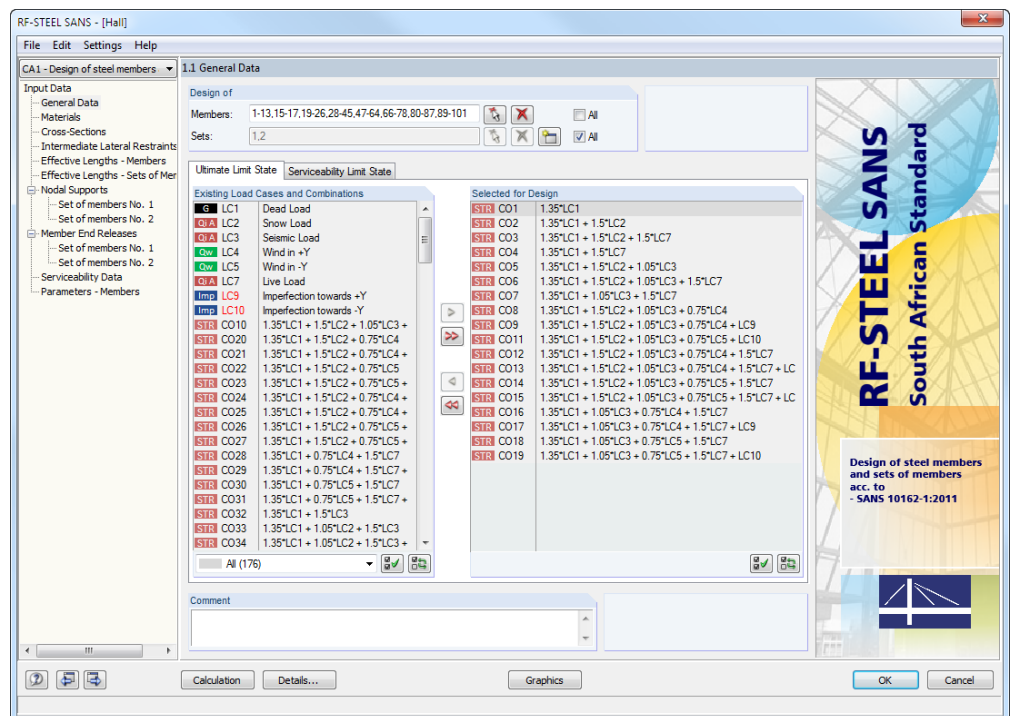 RF-STEEL SANS - [Hall]
File Edit Settings Help
CA1 - Design of steel members
1.1 General Data
Input Data
General Data
Materials
Cross-Sections
Intermediate Lateral Restraints
Effective Lengths - Members
Effective Lengths - Sets of Mer
Nodal Supports
Set of members No. 1
Set of members No. 2
Member End Releases
Set of members No. 1
Set of members No. 2
Serviceability Data
Parameters - Members
Design of
Members: 1-13,15-17,19-26,28-45,47-64,66-78,80-87,89-101 All
Sets: 1,2 All
Ultimate Limit State Serviceability Limit State
Existing Load Cases and Combinations
G LC1 Dead Load
Qi A LC2 Snow Load
Qi A LC3 Seismic Load
Qw LC4 Wind in +Y
Qw LC5 Wind in -Y
Qi A LC7 Live Load
Imp LC9 Imperfection towards +Y
Imp LC10 Imperfection towards -Y
STR CO10 1.35*LC1 + 1.5*LC2 + 1.05*LC3 +
STR CO20 1.35*LC1 + 1.5*LC2 + 0.75*LC4
STR CO21 1.35*LC1 + 1.5*LC2 + 0.75*LC4 +
STR CO22 1.35*LC1 + 1.5*LC2 + 0.75*LC5
STR CO23 1.35*LC1 + 1.5*LC2 + 0.75*LC5 +
STR CO24 1.35*LC1 + 1.5*LC2 + 0.75*LC4 +
STR CO25 1.35*LC1 + 1.5*LC2 + 0.75*LC4 +
STR CO26 1.35*LC1 + 1.5*LC2 + 0.75*LC5 +
STR CO27 1.35*LC1 + 1.5*LC2 + 0.75*LC5 +
STR CO28 1.35*LC1 + 0.75*LC4 + 1.5*LC7
STR CO29 1.35*LC1 + 0.75*LC4 + 1.5*LC7 +
STR CO30 1.35*LC1 + 0.75*LC5 + 1.5*LC7
STR CO31 1.35*LC1 + 0.75*LC5 + 1.5*LC7 +
STR CO32 1.35*LC1 + 1.5*LC3
STR CO33 1.35*LC1 + 1.05*LC2 + 1.5*LC3
STR CO34 1.35*LC1 + 1.05*LC2 + 1.5*LC3 +
All (176)
Selected for Design
STR CO1 1.35*LC1
STR CO2 1.35*LC1 + 1.5*LC2
STR CO3 1.35*LC1 + 1.5*LC2 + 1.5*LC7
STR CO4 1.35*LC1 + 1.5*LC7
STR CO5 1.35*LC1 + 1.5*LC2 + 1.05*LC3
STR CO6 1.35*LC1 + 1.5*LC2 + 1.05*LC3 + 1.5*LC7
STR CO7 1.35*LC1 + 1.05*LC3 + 1.5*LC7
STR CO8 1.35*LC1 + 1.5*LC2 + 1.05*LC3 + 0.75*LC4
STR CO9 1.35*LC1 + 1.5*LC2 + 1.05*LC3 + 0.75*LC4 + LC9
STR CO11 1.35*LC1 + 1.5*LC2 + 1.05*LC3 + 0.75*LC5 + LC10
STR CO12 1.35*LC1 + 1.5*LC2 + 1.05*LC3 + 0.75*LC4 + 1.5*LC7
STR CO13 1.35*LC1 + 1.5*LC2 + 1.05*LC3 + 0.75*LC4 + 1.5*LC7 + LC
STR CO14 1.35*LC1 + 1.5*LC2 + 1.05*LC3 + 0.75*LC5 + 1.5*LC7
STR CO15 1.35*LC1 + 1.5*LC2 + 1.05*LC3 + 0.75*LC5 + 1.5*LC7 + LC
STR CO16 1.35*LC1 + 1.05*LC3 + 0.75*LC4 + 1.5*LC7
STR CO17 1.35*LC1 + 1.05*LC3 + 0.75*LC4 + 1.5*LC7 + LC9
STR CO18 1.35*LC1 + 1.05*LC3 + 0.75*LC5 + 1.5*LC7
STR CO19 1.35*LC1 + 1.05*LC3 + 0.75*LC5 + 1.5*LC7 + LC10
Comment
RF-STEEL SANS
South African Standard
Design of steel members
and sets of members
acc. to
- SANS 10162-1:2011
Calculation Details... Graphics OK Cancel